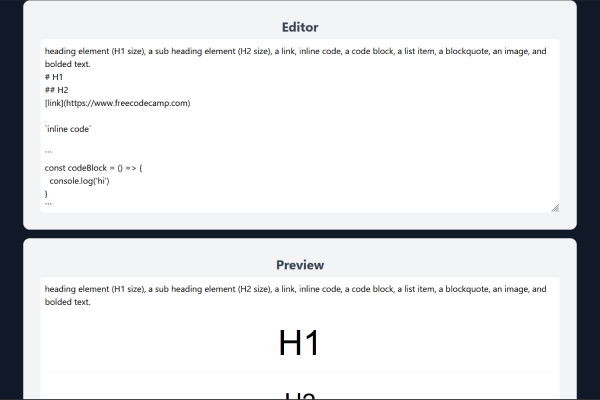 Editor
heading element (H1 size), a sub heading element (H2 size), a link, inline code, a code block, a list item, a blockquote, an image, and
bolded text.
# H1
## H2
[link](https://www.freecodecamp.com)
`inline code`
```
const codeBlock = () => {
  console.log('hi')
}
```
Preview
heading element (H1 size), a sub heading element (H2 size), a link, inline code, a code block, a list item, a blockquote, an image, and
bolded text.
H1
H2